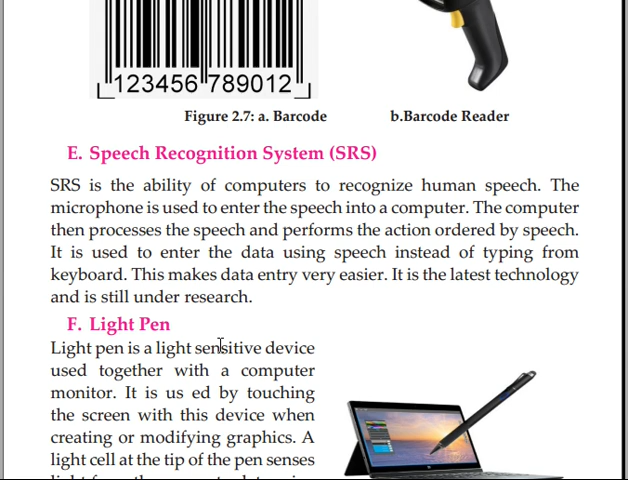 123456 789012
Figure 2.7: a. Barcode b.Barcode Reader
E. Speech Recognition System (SRS)
SRS is the ability of computers to recognize human speech. The
microphone is used to enter the speech into a computer. The computer
then processes the speech and performs the action ordered by speech.
It is used to enter the data using speech instead of typing from
keyboard. This makes data entry very easier. It is the latest technology
and is still under research.
F. Light Pen
Light pen is a light sensitive device
used together with a computer
monitor. It is us ed by touching
the screen with this device when
creating or modifying graphics. A
light cell at the tip of the pen senses